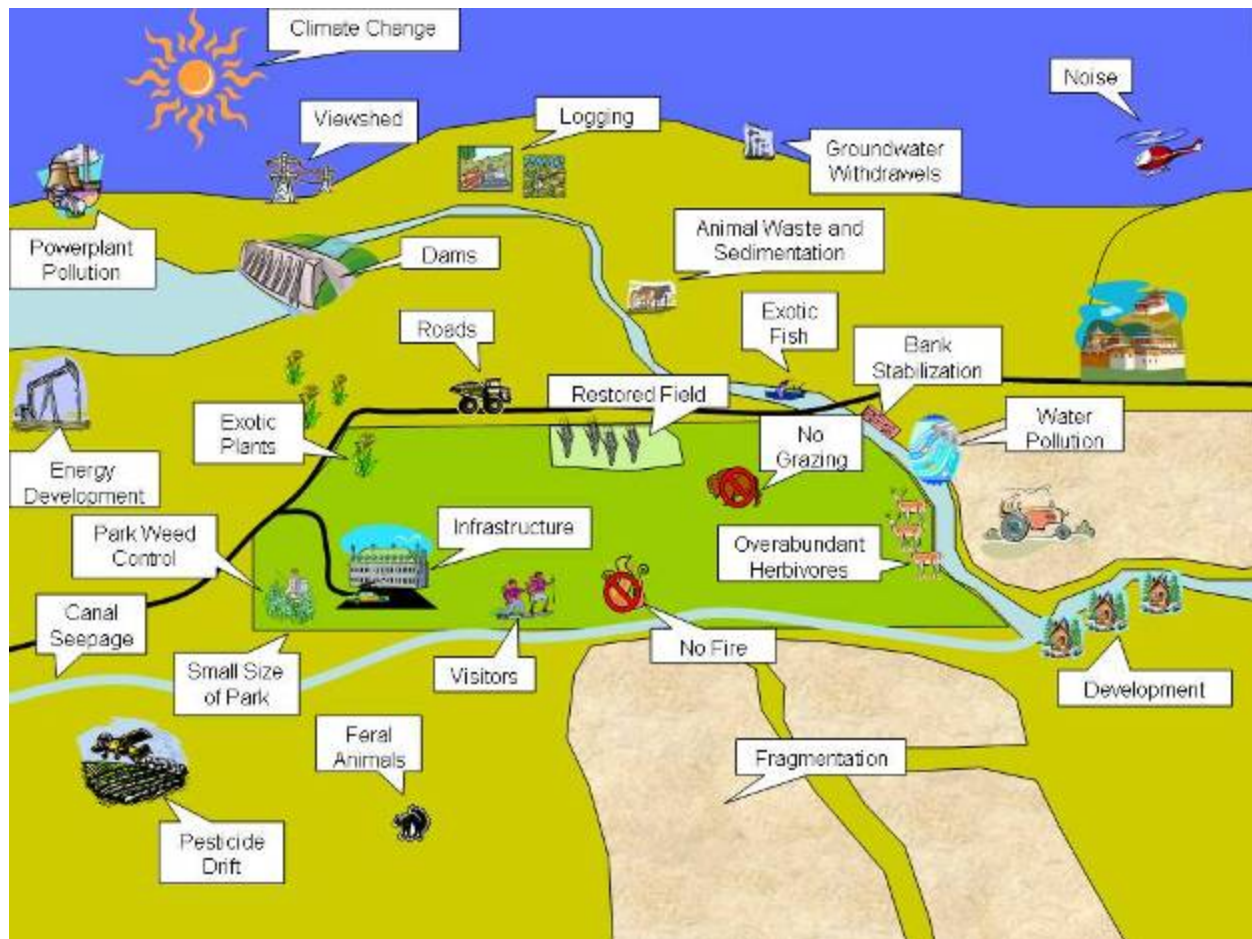 Climate Change
Noise
Viewshed
Logging
Groundwater
Withdrawels
Powerplant
Pollution
Dams
Animal Waste and
Sedimentation
Roads
Exotic
Fish
Bank
Stabilization
Restored Field
Exotic
Plants
No
Grazing
Water
Pollution
Energy
Development
Park Weed
Control
Infrastructure
Overabundant
Herbivores
Canal
Seepage
Small Size
of Park
Visitors
No Fire
Development
Feral
Animals
Fragmentation
Pesticide
Drift